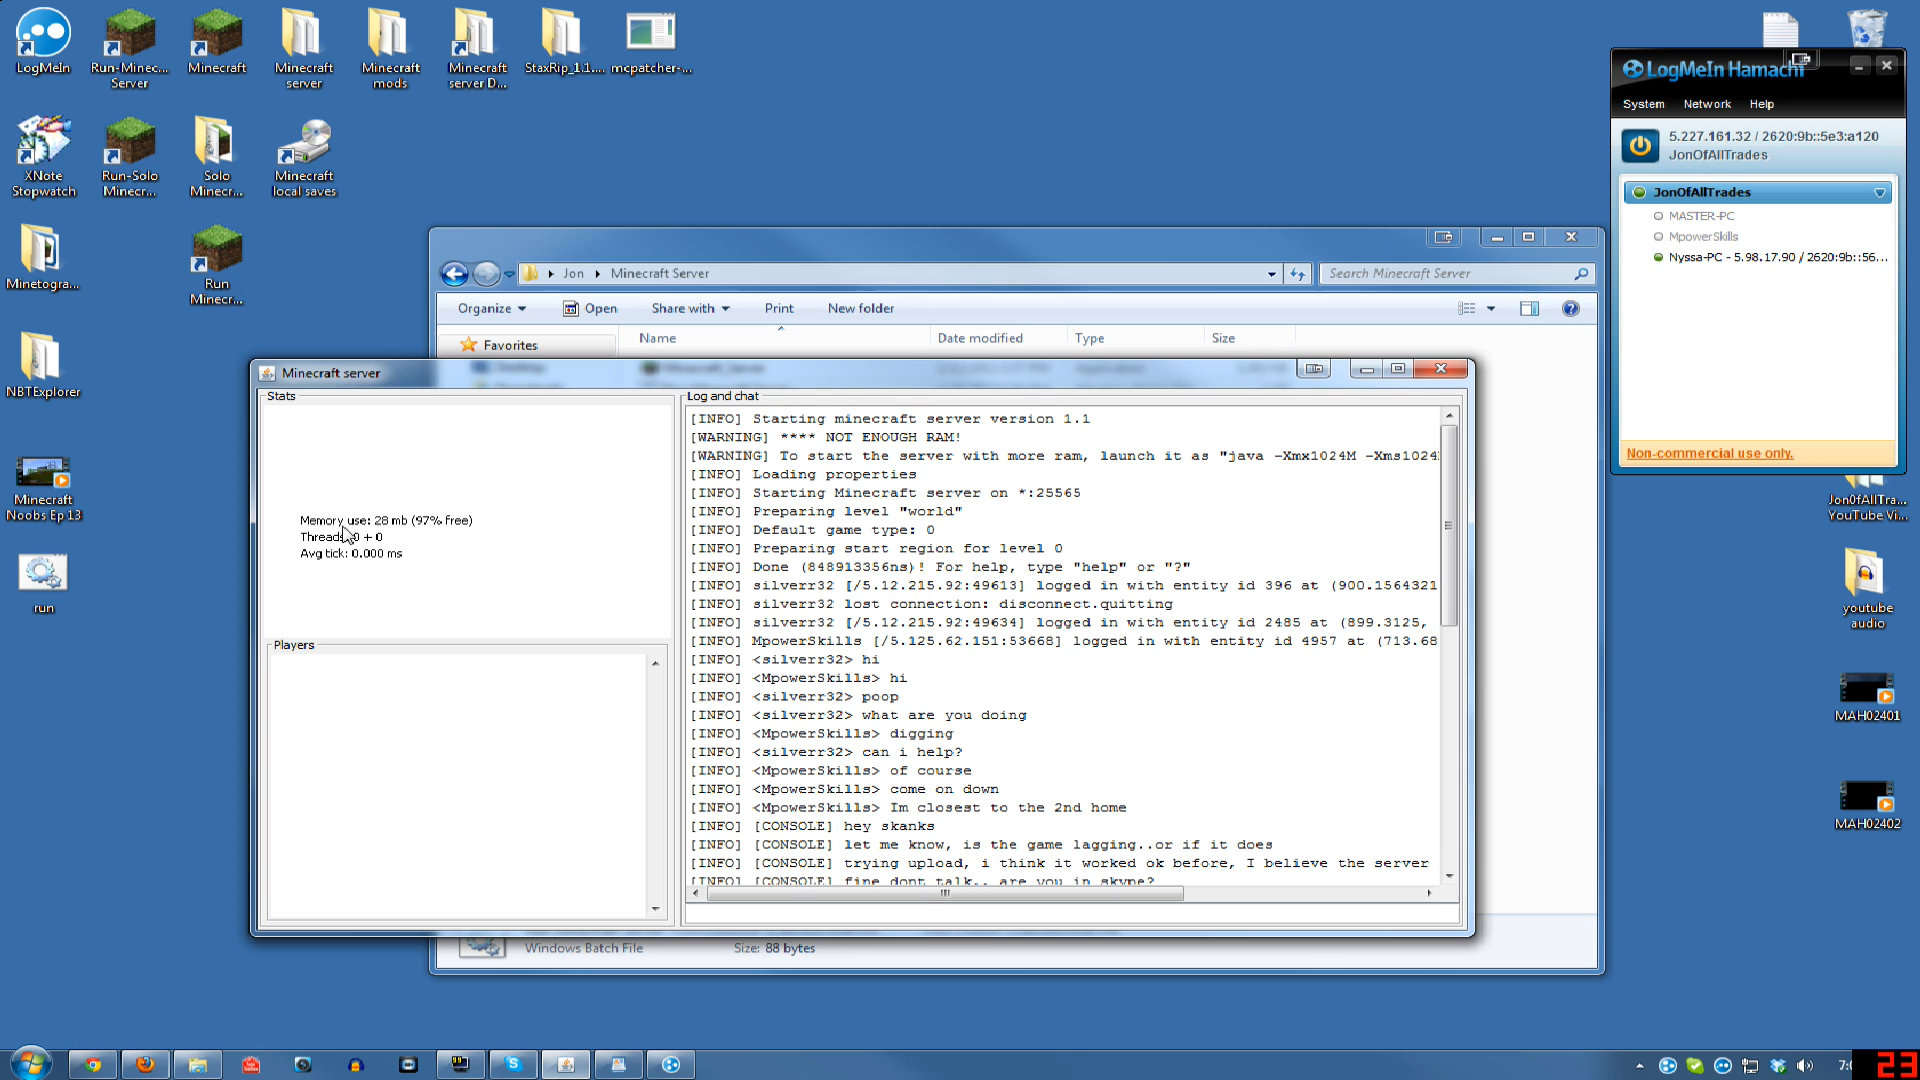 LogMeIn
Run-Minec... Server
Minecraft
Minecraft server
Minecraft mods
Minecraft server D...
StaxRip_1.1....
mcpatcher-...
XNote Stopwatch
Run-Solo Minecr...
Solo Minecr...
Minecraft local saves
Minetogra...
Run Minecr...
NBTExplorer
Minecraft Noobs Ep 13
run
LogMeIn Hamachi
System Network Help
5.227.161.32 / 2620:9b::5e3:a120
JonOfAllTrades
JonOfAllTrades
MASTER-PC
MpowerSkills
Nyssa-PC - 5.98.17.90 / 2620:9b::56...
Non-commercial use only.
Jon0fAllTra... YouTube Vi...
youtube audio
MAH02401
MAH02402
Jon Minecraft Server
Search Minecraft Server
Organize Open Share with Print New folder
Favorites
Name Date modified Type Size
Minecraft server
Stats
Memory use: 28 mb (97% free)
Threads: 0 + 0
Avg tick: 0.000 ms
Players
Log and chat
[INFO] Starting minecraft server version 1.1
[WARNING] **** NOT ENOUGH RAM!
[WARNING] To start the server with more ram, launch it as "java -Xmx1024M -Xms1024
[INFO] Loading properties
[INFO] Starting Minecraft server on *:25565
[INFO] Preparing level "world"
[INFO] Default game type: 0
[INFO] Preparing start region for level 0
[INFO] Done (848913356ns)! For help, type "help" or "?"
[INFO] silverr32 [/5.12.215.92:49613] logged in with entity id 396 at (900.1564321
[INFO] silverr32 lost connection: disconnect.quitting
[INFO] silverr32 [/5.12.215.92:49634] logged in with entity id 2485 at (899.3125,
[INFO] MpowerSkills [/5.125.62.151:53668] logged in with entity id 4957 at (713.68
[INFO] <silverr32> hi
[INFO] <MpowerSkills> hi
[INFO] <silverr32> poop
[INFO] <silverr32> what are you doing
[INFO] <MpowerSkills> digging
[INFO] <silverr32> can i help?
[INFO] <MpowerSkills> of course
[INFO] <MpowerSkills> come on down
[INFO] <MpowerSkills> Im closest to the 2nd home
[INFO] [CONSOLE] hey skanks
[INFO] [CONSOLE] let me know, is the game lagging..or if it does
[INFO] [CONSOLE] trying upload, i think it worked ok before, I believe the server
[INFO] [CONSOLE] fine dont talk.. are you in skype?
Windows Batch File Size: 88 bytes
23